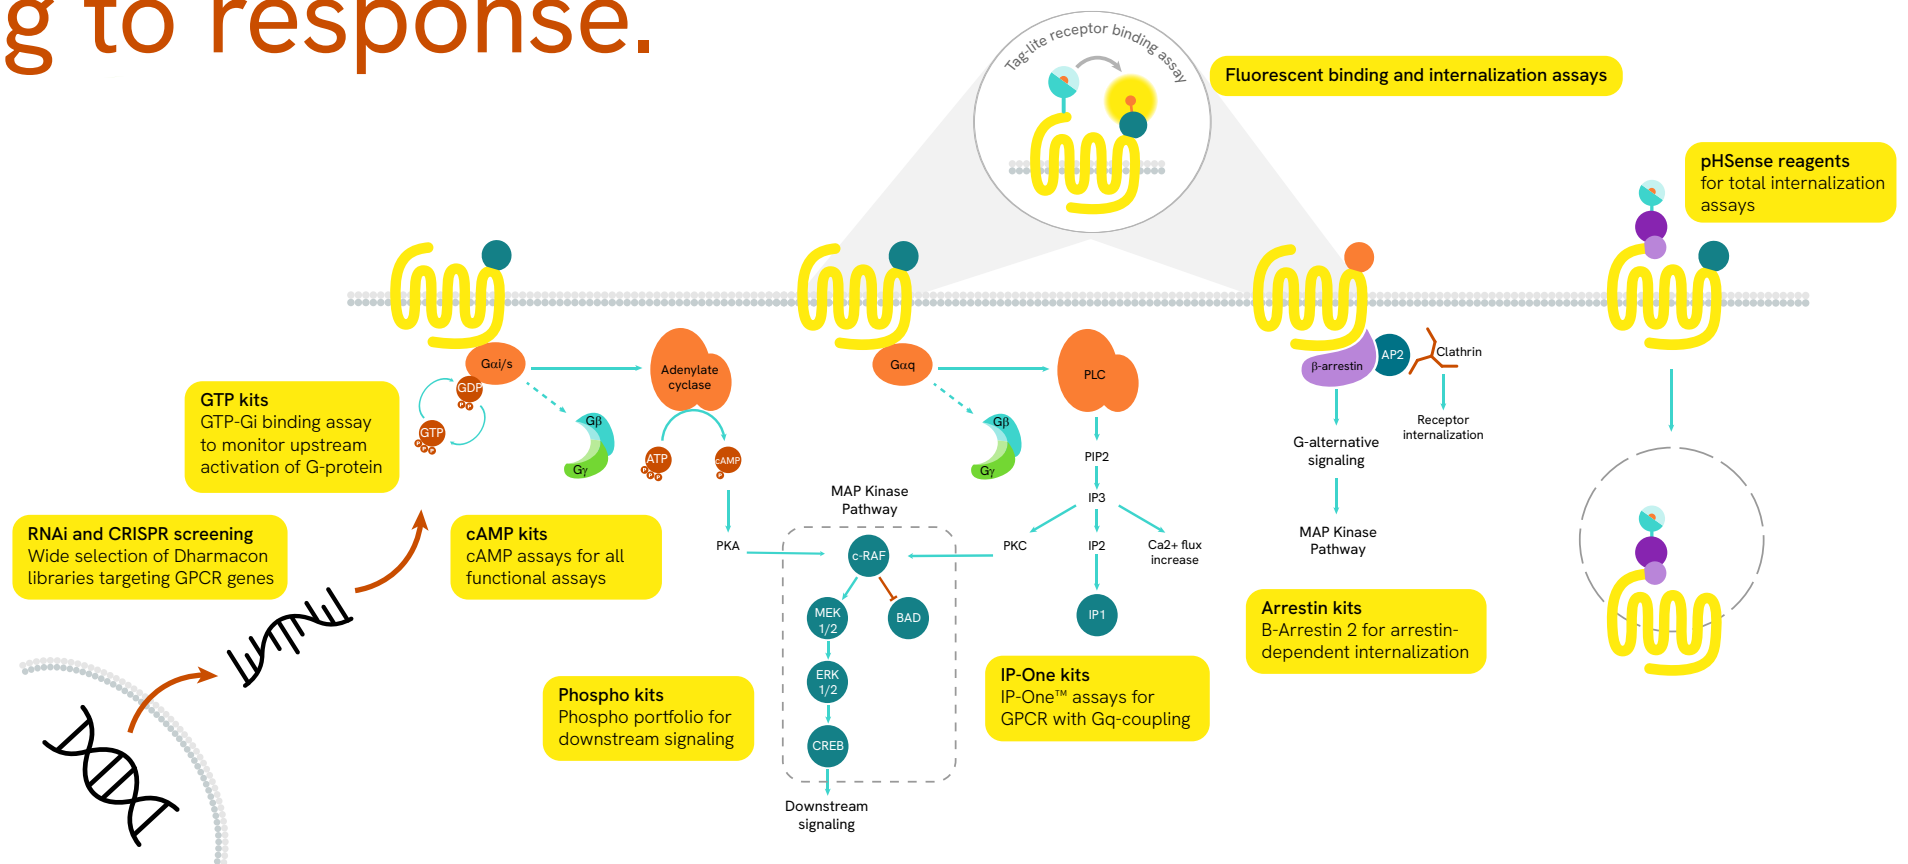 g to response.
Tag-lite receptor binding assay
Fluorescent binding and internalization assays
pHSense reagents
for total internalization
assays
Gαi/s
GDP
P P
GTP
P P P
Gβ
Gγ
Adenylate
cyclase
ATP
P P P
cAMP
P
PKA
GTP kits
GTP-Gi binding assay
to monitor upstream
activation of G-protein
RNAi and CRISPR screening
Wide selection of Dharmacon
libraries targeting GPCR genes
cAMP kits
cAMP assays for all
functional assays
Gαq
Gβ
Gγ
PLC
PIP2
IP3
PKC
IP2
Ca2+ flux
increase
IP1
MAP Kinase
Pathway
c-RAF
MEK
1/2
BAD
ERK
1/2
CREB
Downstream
signaling
Phospho kits
Phospho portfolio for
downstream signaling
IP-One kits
IP-One™ assays for
GPCR with Gq-coupling
β-arrestin
AP2
Clathrin
Receptor
internalization
G-alternative
signaling
MAP Kinase
Pathway
Arrestin kits
B-Arrestin 2 for arrestin-
dependent internalization